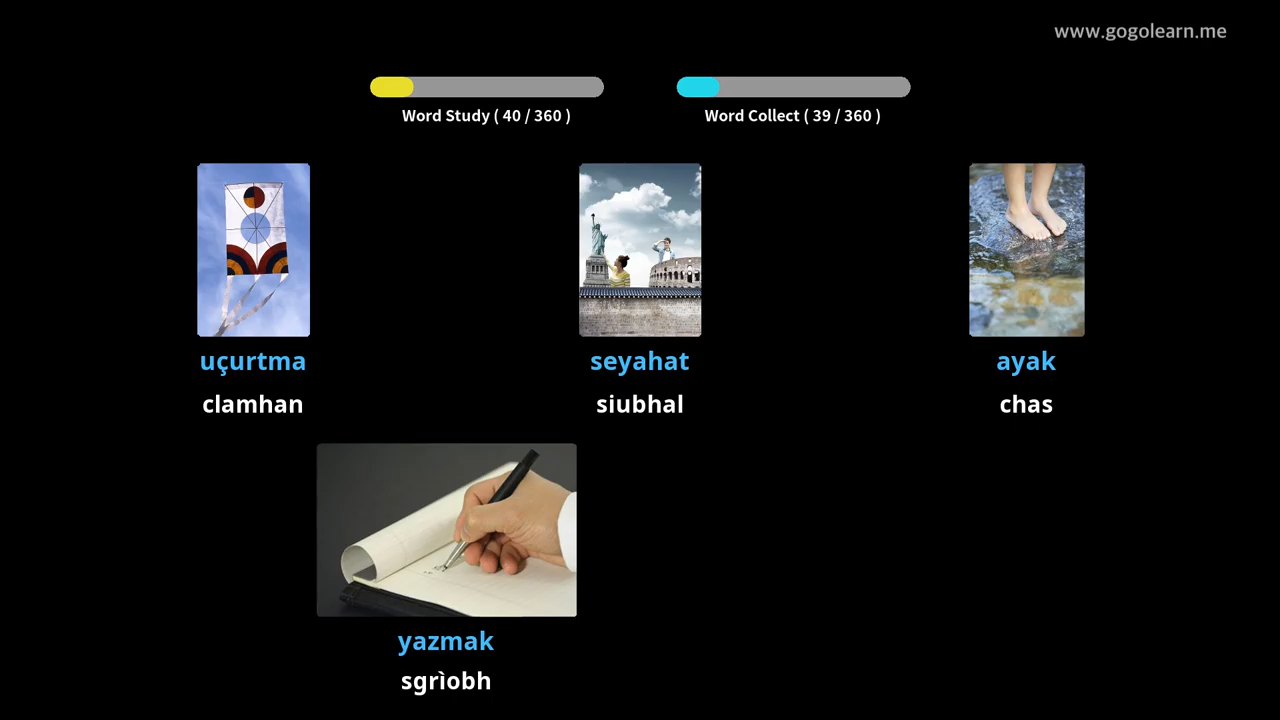 www.gogolearn.me
Word Study ( 40 / 360 )
Word Collect ( 39 / 360 )
uçurtma
clamhan
seyahat
siubhal
ayak
chas
yazmak
sgrìobh